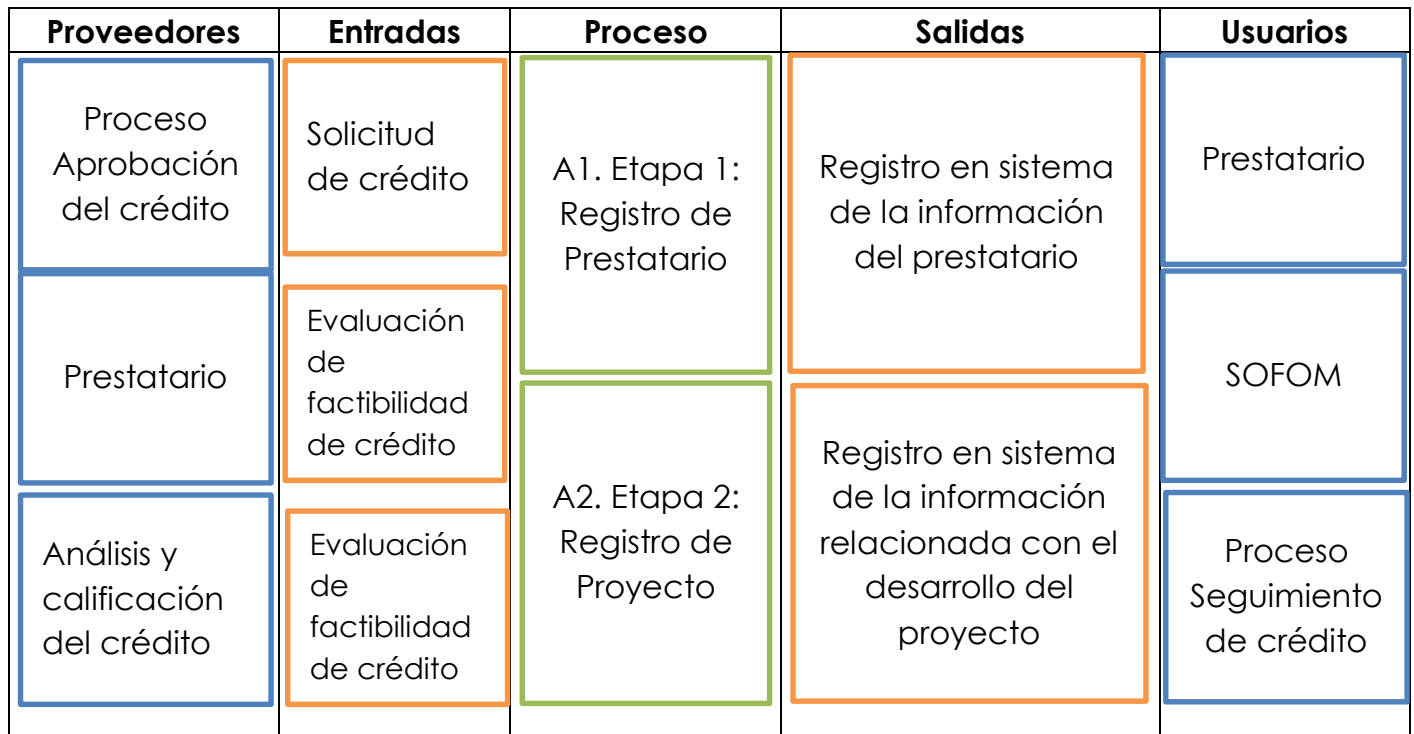 Proveedores
Entradas
Proceso
Salidas
Usuarios
Proceso
Aprobación
del crédito
Prestatario
Análisis y
calificación
del crédito
Solicitud
de crédito
Evaluación
de
factibilidad
de crédito
Evaluación
de
factibilidad
de crédito
A1. Etapa 1:
Registro de
Prestatario
A2. Etapa 2:
Registro de
Proyecto
Registro en sistema
de la información
del prestatario
Registro en sistema
de la información
relacionada con el
desarrollo del
proyecto
Prestatario
SOFOM
Proceso
Seguimiento
de crédito